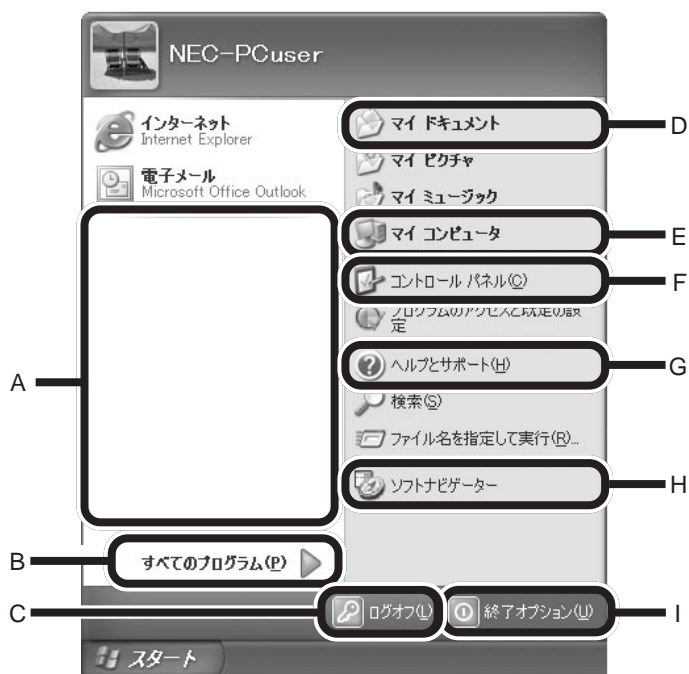 NEC-PCuser
インターネット
Internet Explorer
電子メール
Microsoft Office Outlook
すべてのプログラム(P)
マイ ドキュメント
マイ ピクチャ
マイ ミュージック
マイ コンピュータ
コントロール パネル(C)
プログラムのアクセスと既定の設
定
ヘルプとサポート(H)
検索(S)
ファイル名を指定して実行(R)...
ソフトナビゲーター
ログオフ(L)
終了オプション(U)
スタート
A
B
C
D
E
F
G
H
I